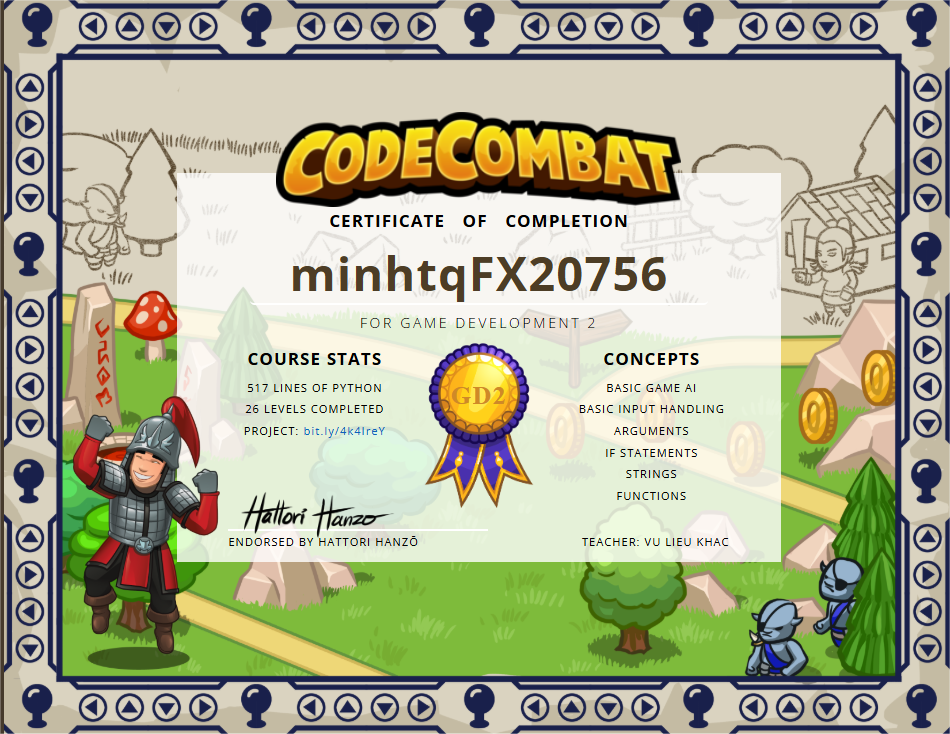 CODECOMBAT
CERTIFICATE OF COMPLETION
minhtqFX20756
FOR GAME DEVELOPMENT 2
COURSE STATS
517 LINES OF PYTHON
26 LEVELS COMPLETED
PROJECT: bit.ly/4k4IreY
GD2
CONCEPTS
BASIC GAME AI
BASIC INPUT HANDLING
ARGUMENTS
IF STATEMENTS
STRINGS
FUNCTIONS
Hattori Hanzo
ENDORSED BY HATTORI HANZŌ
TEACHER: VU LIEU KHAC